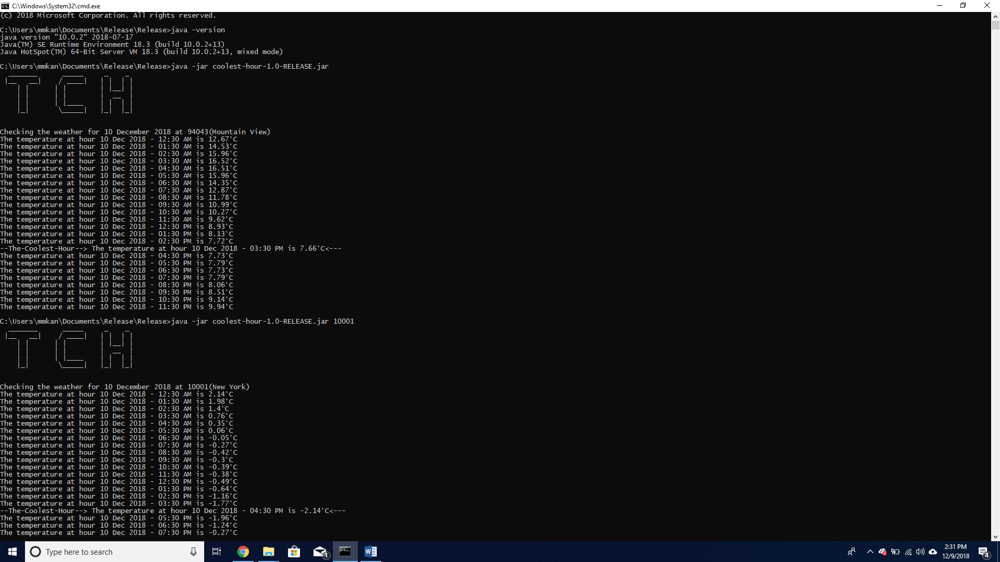 C:\Windows\System32\cmd.exe
(c) 2018 Microsoft Corporation. All rights reserved.
C:\Users\mmkan\Documents\Release\Release>java -version
java version "10.0.2" 2018-07-17
Java(TM) SE Runtime Environment 18.3 (build 10.0.2+13)
Java HotSpot(TM) 64-Bit Server VM 18.3 (build 10.0.2+13, mixed mode)
C:\Users\mmkan\Documents\Release\Release>java -jar coolest-hour-1.0-RELEASE.jar
TCH
Checking the weather for 10 December 2018 at 94043(Mountain View)
The temperature at hour 10 Dec 2018 - 12:30 AM is 12.67°C
The temperature at hour 10 Dec 2018 - 01:30 AM is 14.53°C
The temperature at hour 10 Dec 2018 - 02:30 AM is 15.96°C
The temperature at hour 10 Dec 2018 - 03:30 AM is 16.52°C
The temperature at hour 10 Dec 2018 - 04:30 AM is 16.51°C
The temperature at hour 10 Dec 2018 - 05:30 AM is 15.96°C
The temperature at hour 10 Dec 2018 - 06:30 AM is 14.35°C
The temperature at hour 10 Dec 2018 - 07:30 AM is 12.87°C
The temperature at hour 10 Dec 2018 - 08:30 AM is 11.78°C
The temperature at hour 10 Dec 2018 - 09:30 AM is 10.99°C
The temperature at hour 10 Dec 2018 - 10:30 AM is 10.27°C
The temperature at hour 10 Dec 2018 - 11:30 AM is 9.62°C
The temperature at hour 10 Dec 2018 - 12:30 PM is 8.93°C
The temperature at hour 10 Dec 2018 - 01:30 PM is 8.13°C
The temperature at hour 10 Dec 2018 - 02:30 PM is 7.72°C
--The-Coolest-Hour--> The temperature at hour 10 Dec 2018 - 03:30 PM is 7.66°C<---
The temperature at hour 10 Dec 2018 - 04:30 PM is 7.73°C
The temperature at hour 10 Dec 2018 - 05:30 PM is 7.79°C
The temperature at hour 10 Dec 2018 - 06:30 PM is 7.73°C
The temperature at hour 10 Dec 2018 - 07:30 PM is 7.79°C
The temperature at hour 10 Dec 2018 - 08:30 PM is 8.06°C
The temperature at hour 10 Dec 2018 - 09:30 PM is 8.51°C
The temperature at hour 10 Dec 2018 - 10:30 PM is 9.14°C
The temperature at hour 10 Dec 2018 - 11:30 PM is 9.94°C
C:\Users\mmkan\Documents\Release\Release>java -jar coolest-hour-1.0-RELEASE.jar 10001
TCH
Checking the weather for 10 December 2018 at 10001(New York)
The temperature at hour 10 Dec 2018 - 12:30 AM is 2.14°C
The temperature at hour 10 Dec 2018 - 01:30 AM is 1.98°C
The temperature at hour 10 Dec 2018 - 02:30 AM is 1.4°C
The temperature at hour 10 Dec 2018 - 03:30 AM is 0.76°C
The temperature at hour 10 Dec 2018 - 04:30 AM is 0.35°C
The temperature at hour 10 Dec 2018 - 05:30 AM is 0.06°C
The temperature at hour 10 Dec 2018 - 06:30 AM is -0.05°C
The temperature at hour 10 Dec 2018 - 07:30 AM is -0.27°C
The temperature at hour 10 Dec 2018 - 08:30 AM is -0.42°C
The temperature at hour 10 Dec 2018 - 09:30 AM is -0.3°C
The temperature at hour 10 Dec 2018 - 10:30 AM is -0.39°C
The temperature at hour 10 Dec 2018 - 11:30 AM is -0.38°C
The temperature at hour 10 Dec 2018 - 12:30 PM is -0.49°C
The temperature at hour 10 Dec 2018 - 01:30 PM is -0.64°C
The temperature at hour 10 Dec 2018 - 02:30 PM is -1.16°C
The temperature at hour 10 Dec 2018 - 03:30 PM is -1.77°C
--The-Coolest-Hour--> The temperature at hour 10 Dec 2018 - 04:30 PM is -2.14°C<---
The temperature at hour 10 Dec 2018 - 05:30 PM is -1.96°C
The temperature at hour 10 Dec 2018 - 06:30 PM is -1.24°C
The temperature at hour 10 Dec 2018 - 07:30 PM is -0.27°C
Type here to search
1
2:31 PM
12/9/2018
4